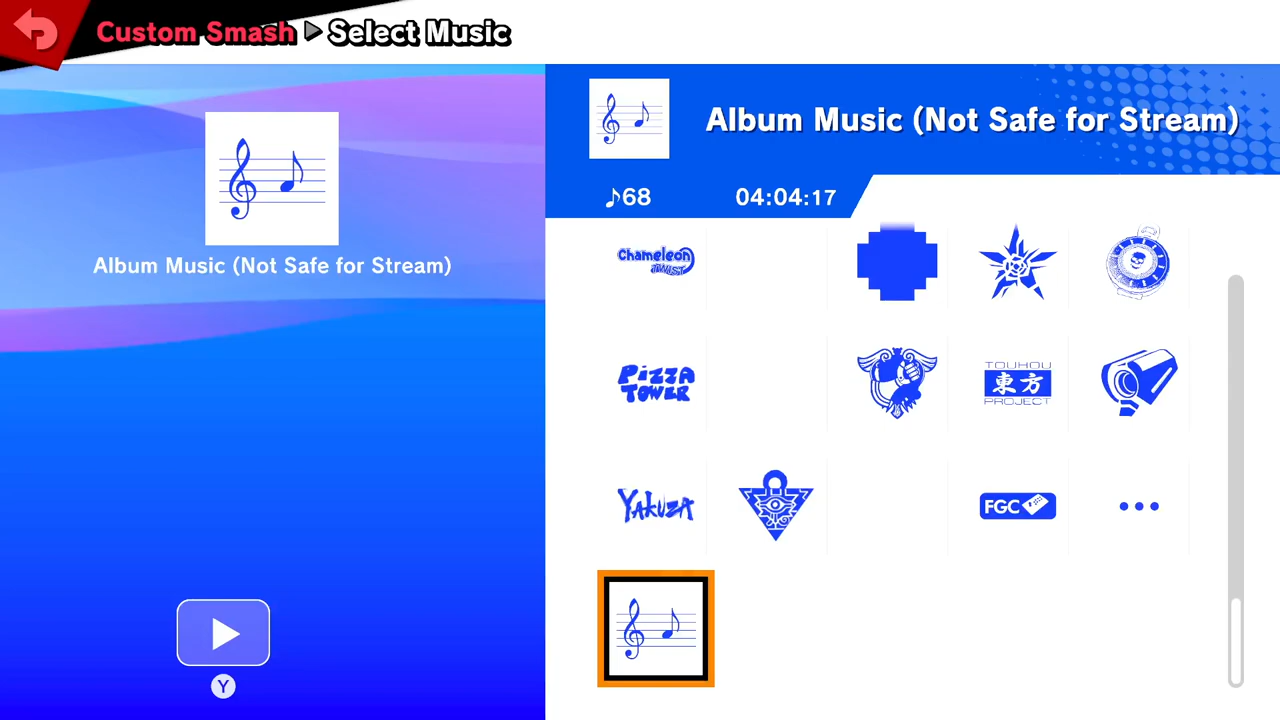 Custom Smash ▶ Select Music
Album Music (Not Safe for Stream)
Album Music (Not Safe for Stream)
♪68 04:04:17
Chameleon
TWIST
PIZZA
TOWER
TOUHOU
東方
PROJECT
YAKUZA
FGC
Y